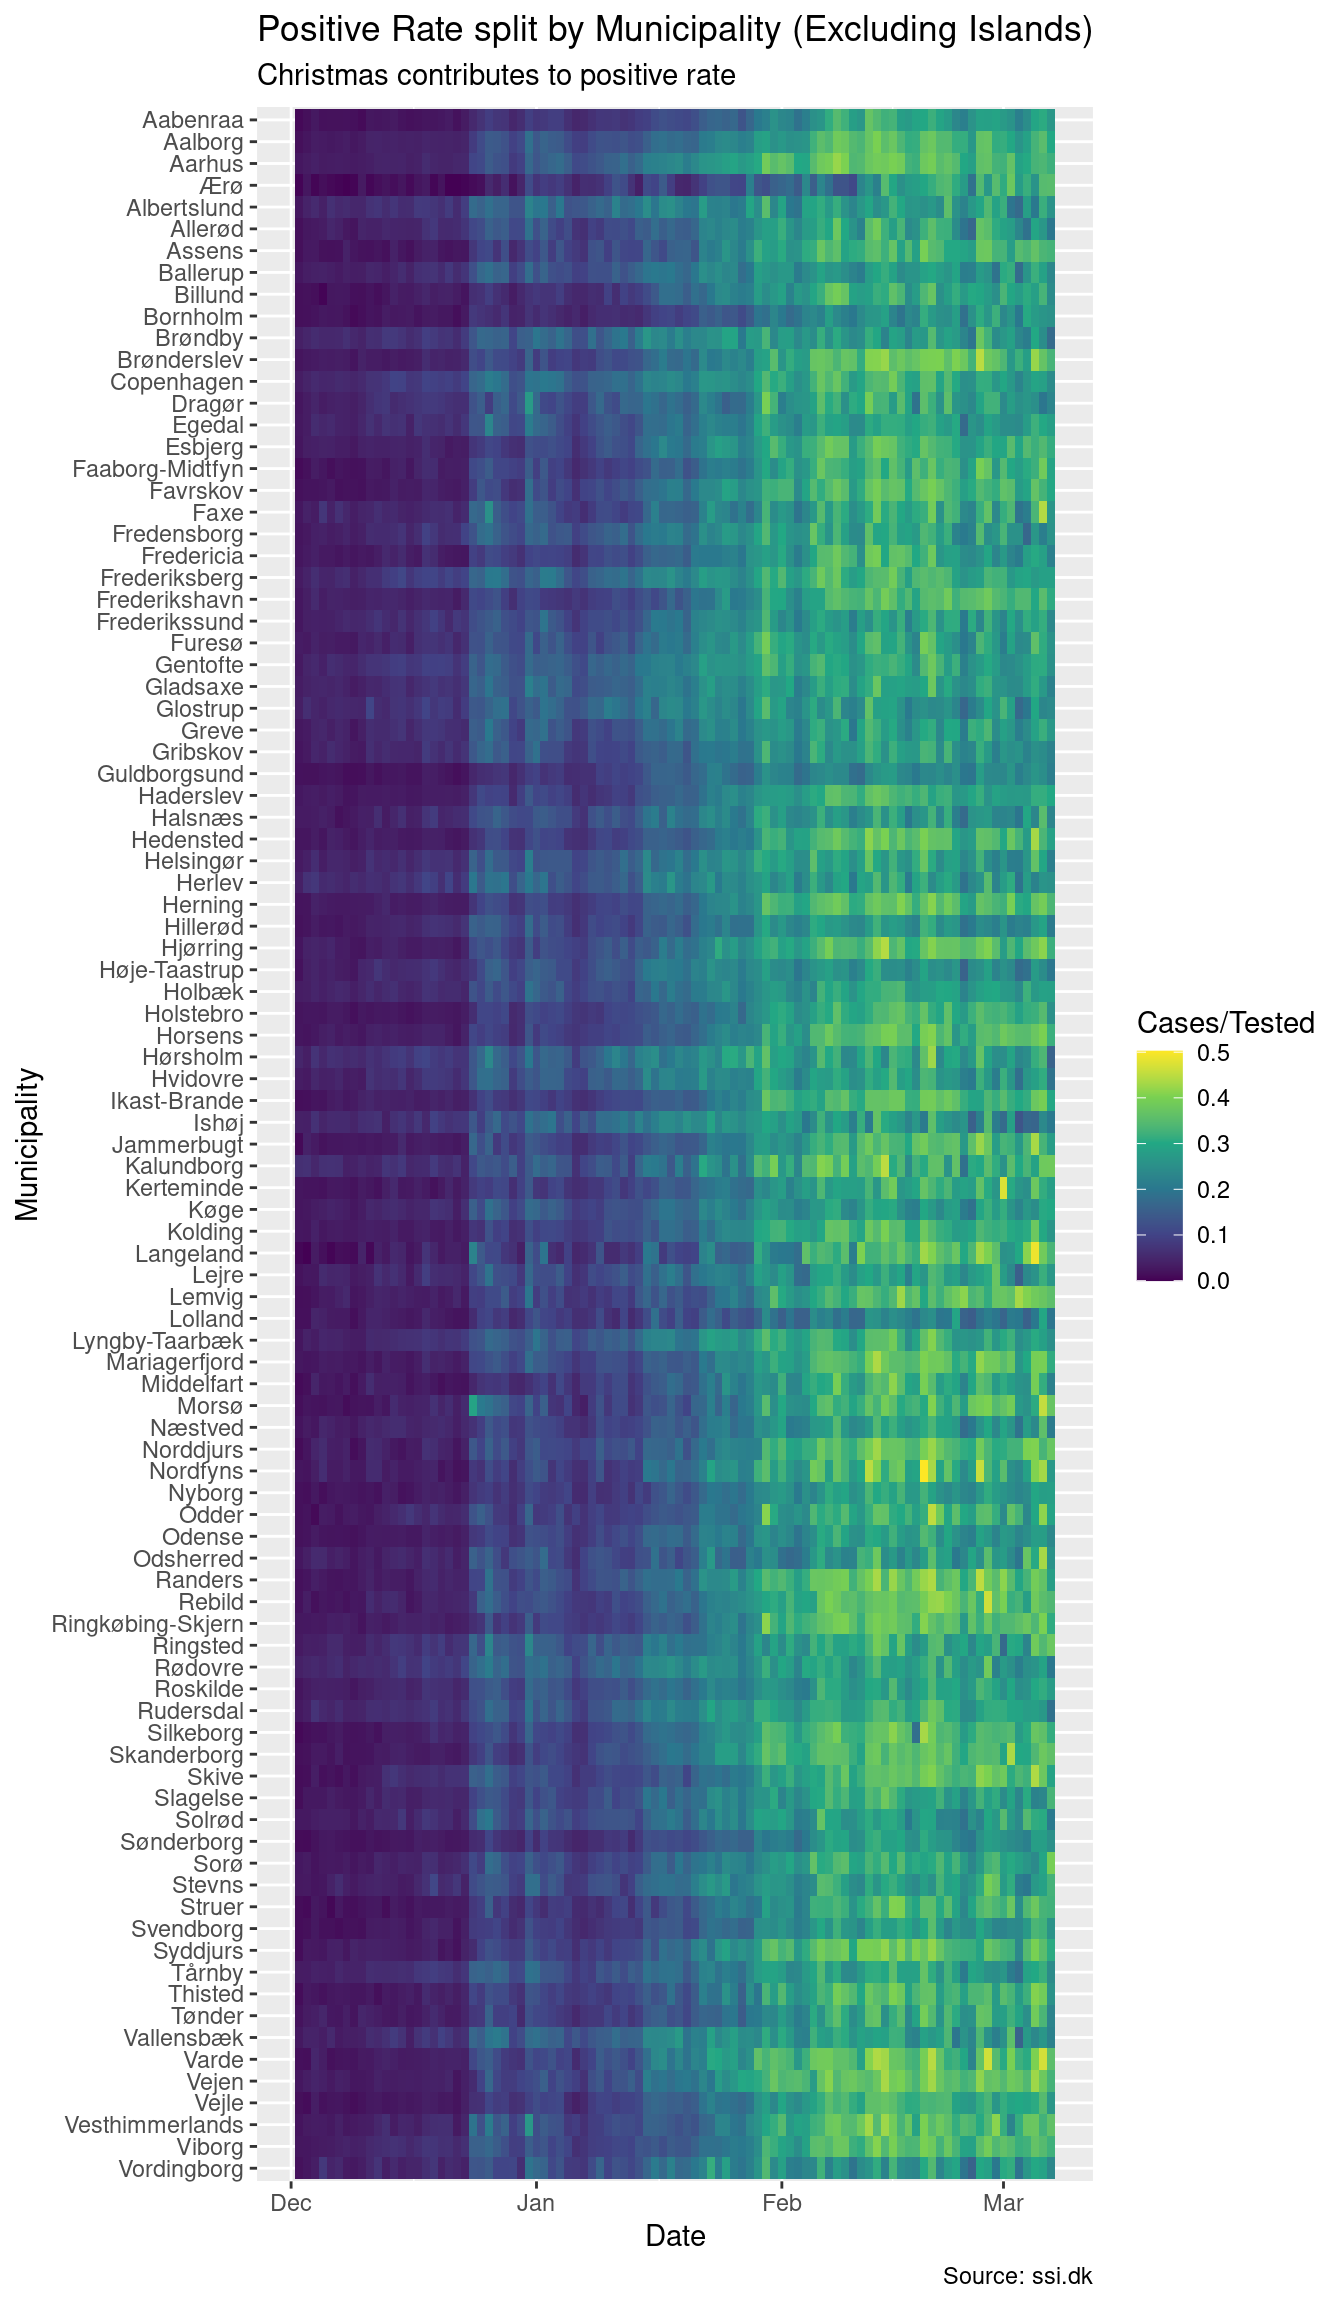 Positive Rate split by Municipality (Excluding Islands)
Christmas contributes to positive rate
Aabenraa
Aalborg
Aarhus
Ærø
Albertslund
Allerød
Assens
Ballerup
Billund
Bornholm
Brøndby
Brønderslev
Copenhagen
Dragør
Egedal
Esbjerg
Faaborg-Midtfyn
Favrskov
Faxe
Fredensborg
Fredericia
Frederiksberg
Frederikshavn
Frederikssund
Furesø
Gentofte
Gladsaxe
Glostrup
Greve
Gribskov
Guldborgsund
Haderslev
Halsnæs
Hedensted
Helsingør
Herlev
Herning
Hillerød
Hjørring
Høje-Taastrup
Holbæk
Holstebro
Horsens
Hørsholm
Hvidovre
Ikast-Brande
Ishøj
Jammerbugt
Kalundborg
Kerteminde
Køge
Kolding
Langeland
Lejre
Lemvig
Lolland
Lyngby-Taarbæk
Mariagerfjord
Middelfart
Morsø
Næstved
Norddjurs
Nordfyns
Nyborg
Odder
Odense
Odsherred
Randers
Rebild
Ringkøbing-Skjern
Ringsted
Rødovre
Roskilde
Rudersdal
Silkeborg
Skanderborg
Skive
Slagelse
Solrød
Sønderborg
Sorø
Stevns
Struer
Svendborg
Syddjurs
Tårnby
Thisted
Tønder
Vallensbæk
Varde
Vejen
Vejle
Vesthimmerlands
Viborg
Vordingborg
Municipality
Dec Jan Feb Mar
Date
Cases/Tested
0.5
0.4
0.3
0.2
0.1
0.0
Source: ssi.dk